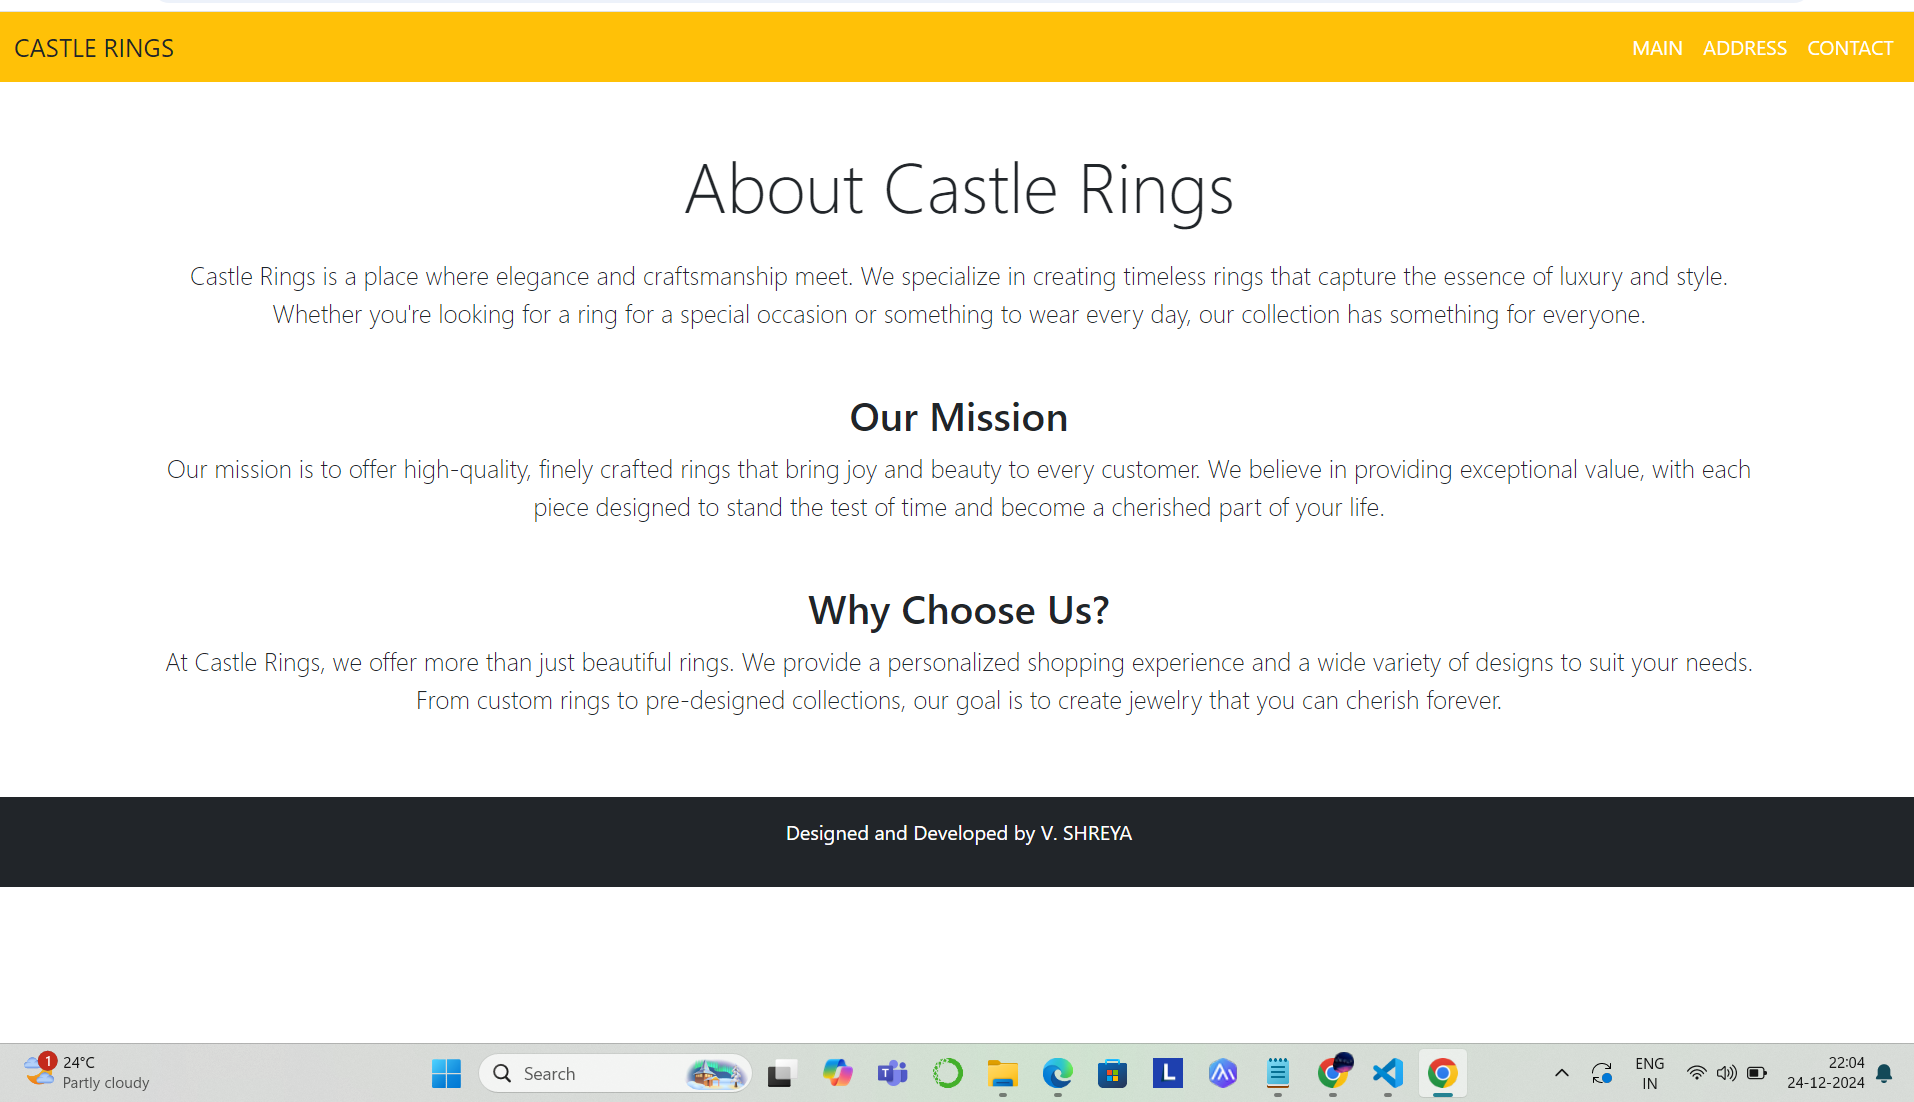 CASTLE RINGS
MAIN ADDRESS CONTACT
About Castle Rings
Castle Rings is a place where elegance and craftsmanship meet. We specialize in creating timeless rings that capture the essence of luxury and style.
Whether you're looking for a ring for a special occasion or something to wear every day, our collection has something for everyone.
Our Mission
Our mission is to offer high-quality, finely crafted rings that bring joy and beauty to every customer. We believe in providing exceptional value, with each
piece designed to stand the test of time and become a cherished part of your life.
Why Choose Us?
At Castle Rings, we offer more than just beautiful rings. We provide a personalized shopping experience and a wide variety of designs to suit your needs.
From custom rings to pre-designed collections, our goal is to create jewelry that you can cherish forever.
Designed and Developed by V. SHREYA
1
24°C
Partly cloudy
Search
T
L
ENG
IN
22:04
24-12-2024